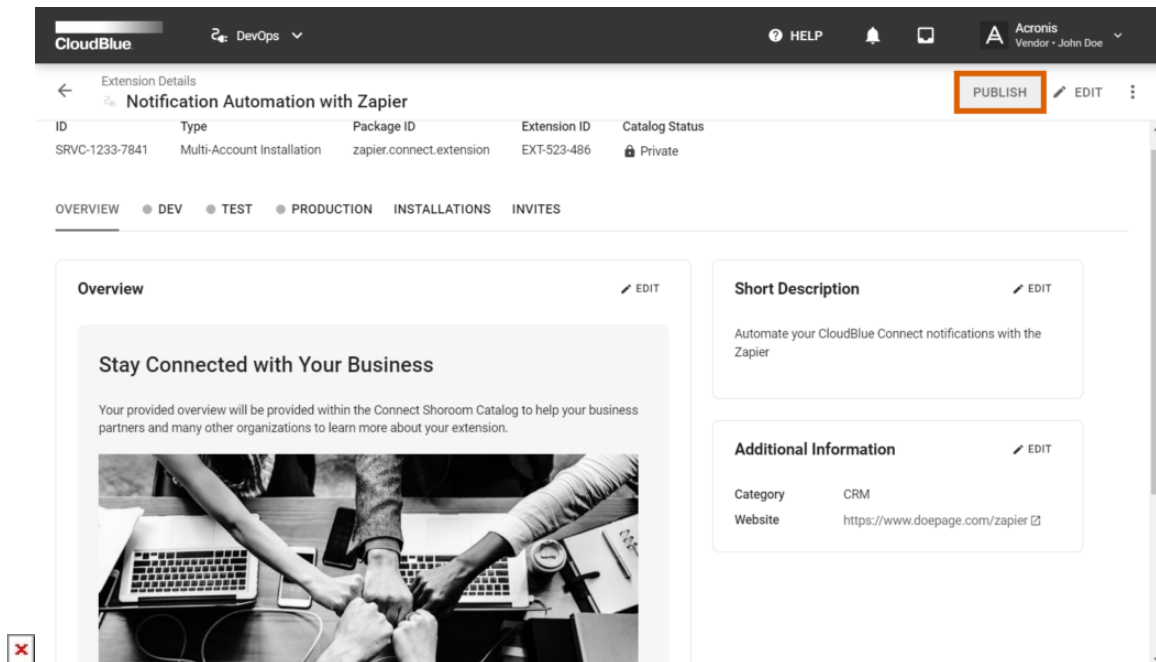 CloudBlue.
DevOps
HELP
Acronis
Vendor • John Doe
Extension Details
Notification Automation with Zapier
PUBLISH
EDIT
ID
Type
Package ID
Extension ID
Catalog Status
SRVC-1233-7841
Multi-Account Installation
zapier.connect.extension
EXT-523-486
Private
OVERVIEW
DEV
TEST
PRODUCTION
INSTALLATIONS
INVITES
Overview
EDIT
Stay Connected with Your Business
Your provided overview will be provided within the Connect Shoroom Catalog to help your business
partners and many other organizations to learn more about your extension.
Short Description
EDIT
Automate your CloudBlue Connect notifications with the
Zapier
Additional Information
EDIT
Category
CRM
Website
https://www.doepage.com/zapier